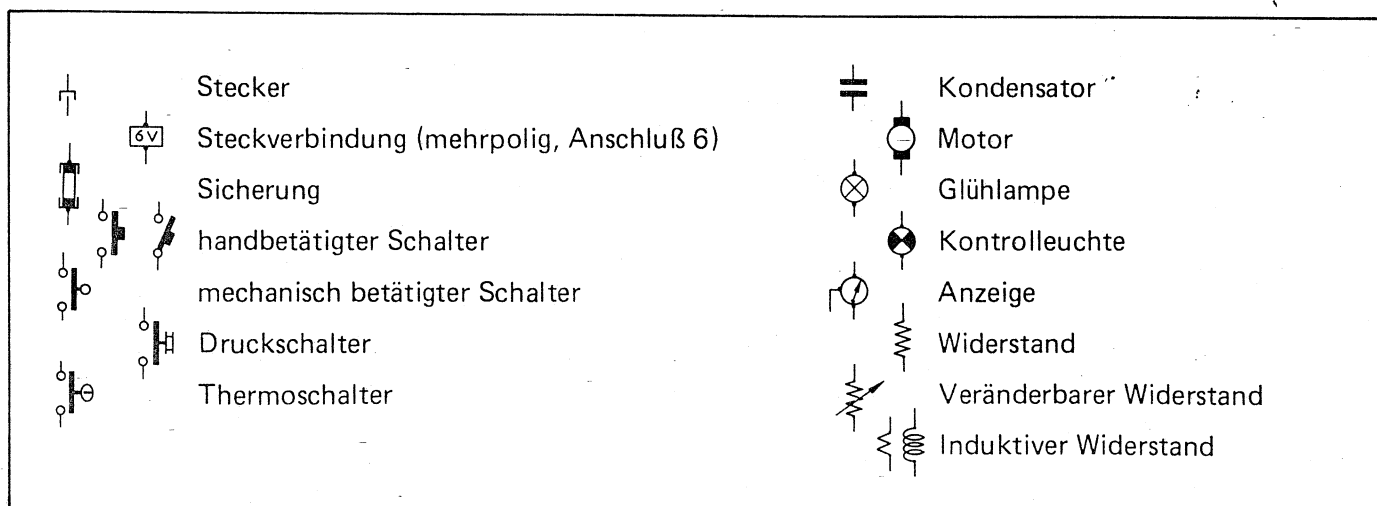 Stecker
6V Steckverbindung (mehrpolig, Anschluß 6)
Sicherung
handbetätigter Schalter
mechanisch betätigter Schalter
Druckschalter
Thermoschalter
Kondensator
Motor
Glühlampe
Kontrolleuchte
Anzeige
Widerstand
Veränderbarer Widerstand
Induktiver Widerstand